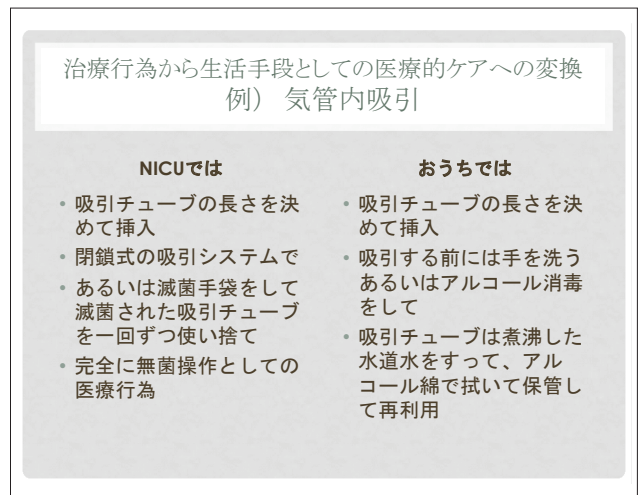 治療行為から生活手段としての医療的ケアへの変換
例） 気管内吸引
NICUでは
• 吸引チューブの長さを決
めて挿入
• 閉鎖式の吸引システムで
• あるいは滅菌手袋をして
滅菌された吸引チューブ
を一回ずつ使い捨て
• 完全に無菌操作としての
医療行為
おうちでは
• 吸引チューブの長さを決
めて挿入
• 吸引する前には手を洗う
あるいはアルコール消毒
をして
• 吸引チューブは煮沸した
水道水をすって、アル
コール綿で拭いて保管し
て再利用